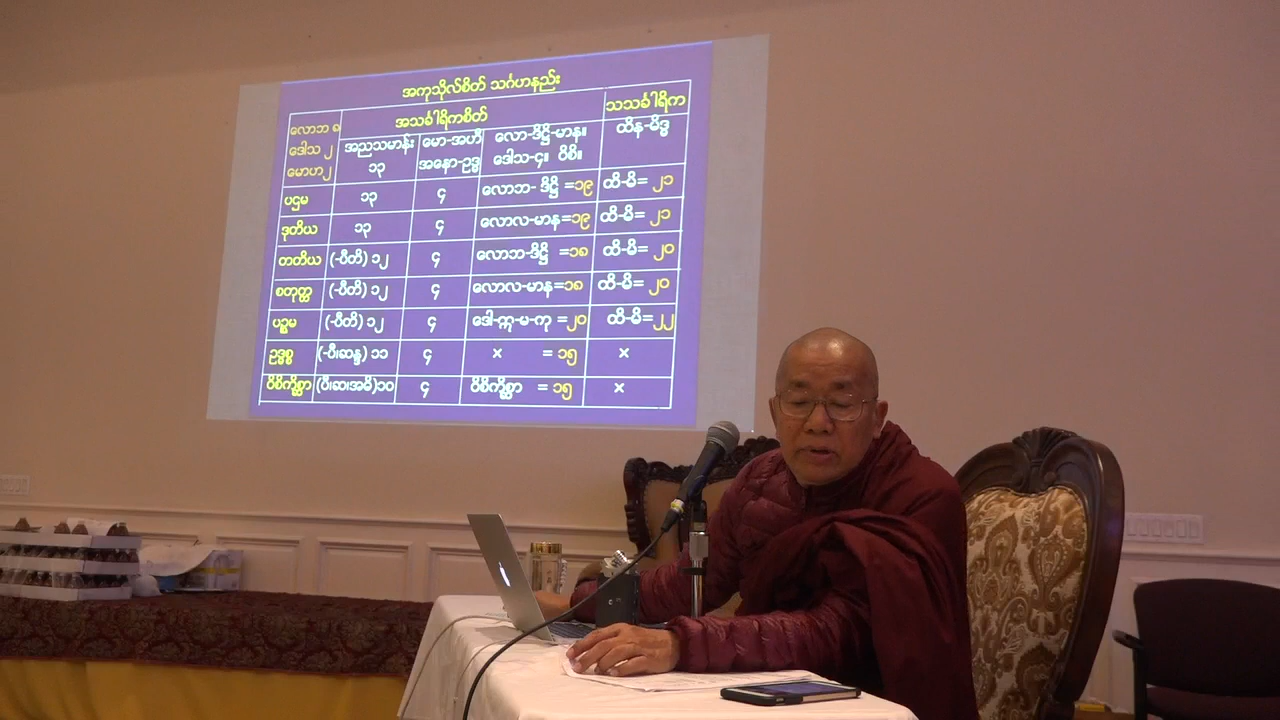 အကုသိုလ်စိတ် သင်္ဂဟနည်း
လောဘ ၈ အသင်္ခါရိကစိတ် သသင်္ခါရိက
ဒေါသ ၂ အညသမာန်း မော-အဟီ လော-ဒိဋ္ဌိ-မာန။ ထိန-မိဒ္ဓ
မောဟ၂ ၁၃ အနော-ဥဒ္ဓ ဒေါသ-၄။ ဝိစိ။
ပဌမ ၁၃ ၄ လောဘ- ဒိဋ္ဌိ =၁၉ ထိ-မိ= ၂၁
ဒုတိယ ၁၃ ၄ လောလ-မာန=၁၉ ထိ-မိ= ၂၁
တတိယ (-ပီတိ) ၁၂ ၄ လောဘ-ဒိဋ္ဌိ =၁၈ ထိ-မိ= ၂၀
စတုတ္ထ (-ပီတိ) ၁၂ ၄ လောလ-မာန=၁၈ ထိ-မိ= ၂၀
ပဉ္စမ (-ပီတိ) ၁၂ ၄ ဒေါ-ဣ-မ-ကု =၂၀ ထိ-မိ=၂၂
ဥဒ္ဓစ္စ (-ပီ၊ဆန္ဒ) ၁၁ ၄ × = ၁၅ ×
ဝိစိကိစ္ဆာ (ပီ၊ဆ၊အဓိ)၁၀ ၄ ဝိစိကိစ္ဆာ = ၁၅ ×